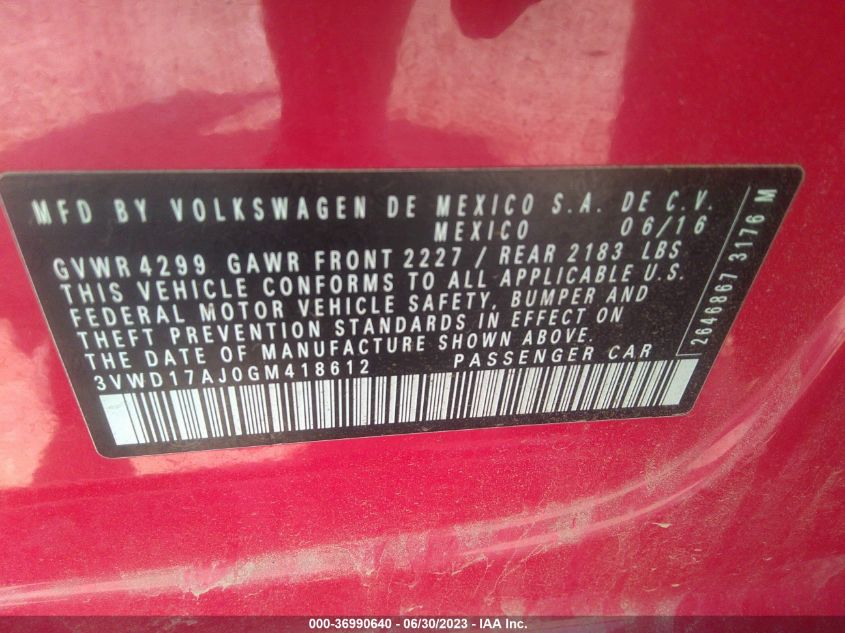 MFD BY VOLKSWAGEN DE MEXICO S.A. DE C.V.
MEXICO 06/16
GVWR 4299 GAWR FRONT 2227 / REAR 2183 LBS
THIS VEHICLE CONFORMS TO ALL APPLICABLE U.S.
FEDERAL MOTOR VEHICLE SAFETY, BUMPER AND
THEFT PREVENTION STANDARDS IN EFFECT ON
THE DATE OF MANUFACTURE SHOWN ABOVE.
3VWD17AJ0GM418612 PASSENGER CAR
2646867 3176 M
000-36990640 - 06/30/2023 - IAA Inc.